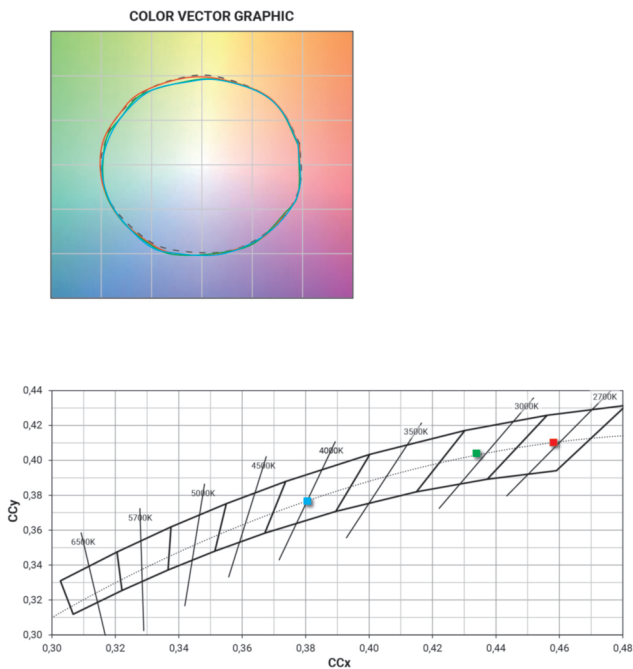 COLOR VECTOR GRAPHIC
0,44
0,42
0,40
0,38
0,36
0,34
0,32
0,30
CCy
6500K
5700K
5000K
4500K
4000K
3500K
3000K
2700K
0,30 0,32 0,34 0,36 0,38 0,40 0,42 0,44 0,46 0,48
CCx